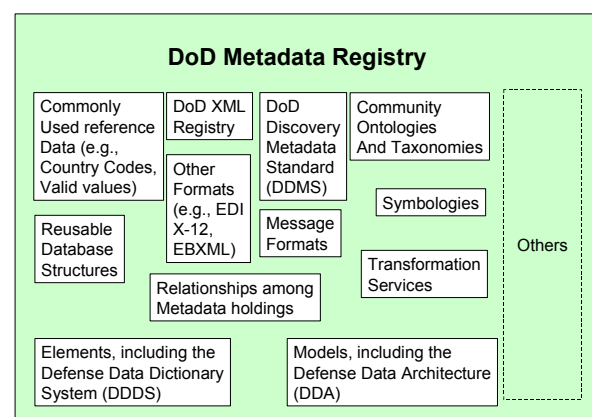 DoD Metadata Registry
Commonly
Used reference
Data (e.g.,
Country Codes,
Valid values)
DoD XML
Registry
DoD
Discovery
Metadata
Standard
(DDMS)
Community
Ontologies
And Taxonomies
Other
Formats
(e.g., EDI
X-12,
EBXML)
Symbologies
Reusable
Database
Structures
Message
Formats
Transformation
Services
Others
Relationships among
Metadata holdings
Elements, including the
Defense Data Dictionary
System (DDDS)
Models, including the
Defense Data Architecture
(DDA)